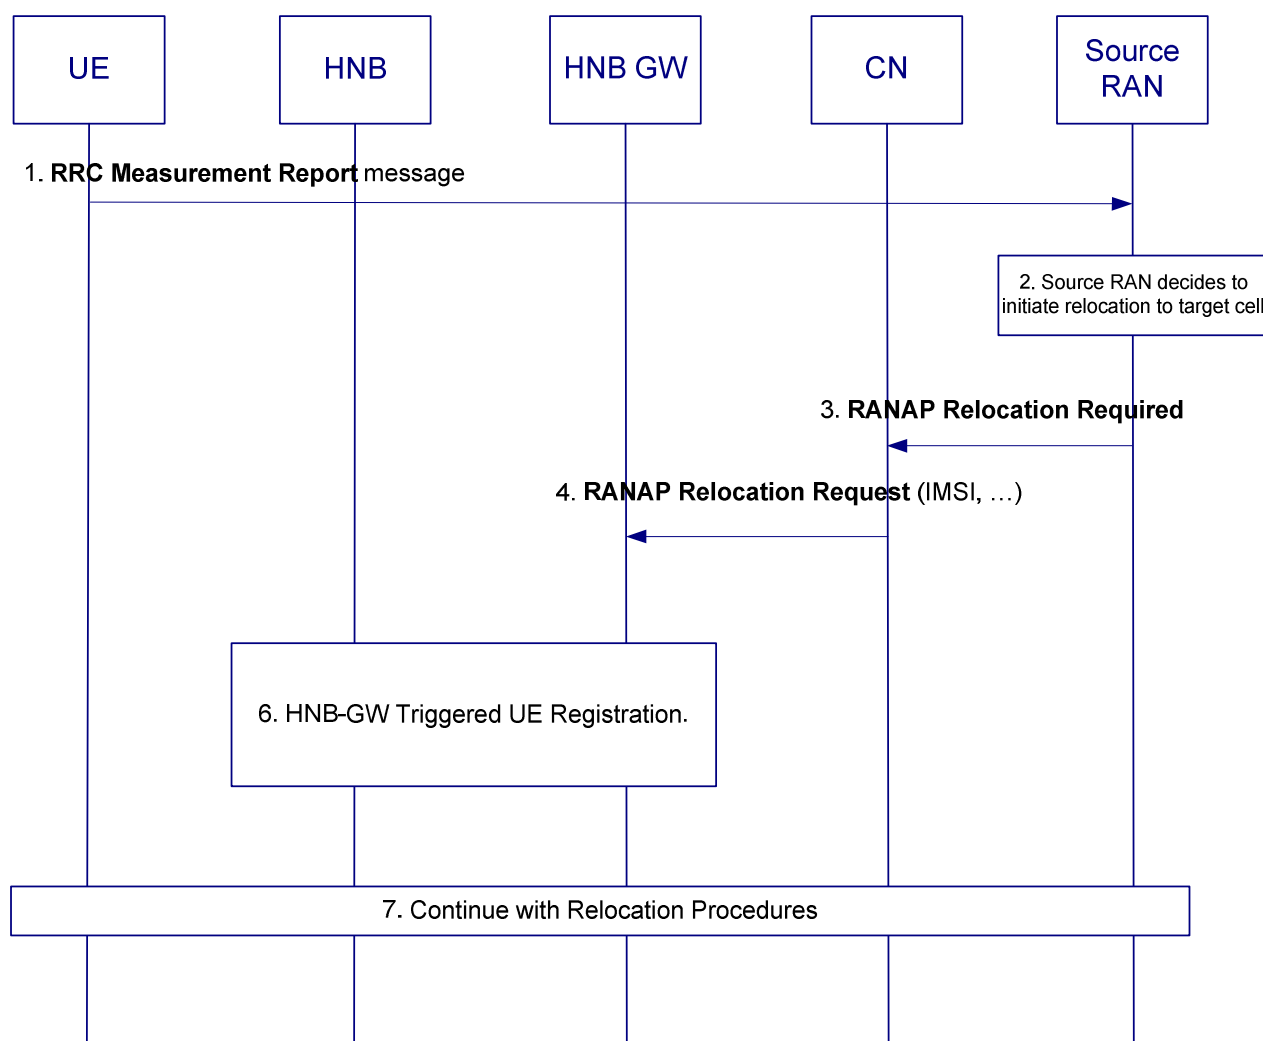 UE
HNB
HNB GW
CN
Source
RAN
1. RRC Measurement Report message
2. Source RAN decides to
initiate relocation to target cell
3. RANAP Relocation Required
4. RANAP Relocation Request (IMSI, …)
6. HNB-GW Triggered UE Registration.
7. Continue with Relocation Procedures